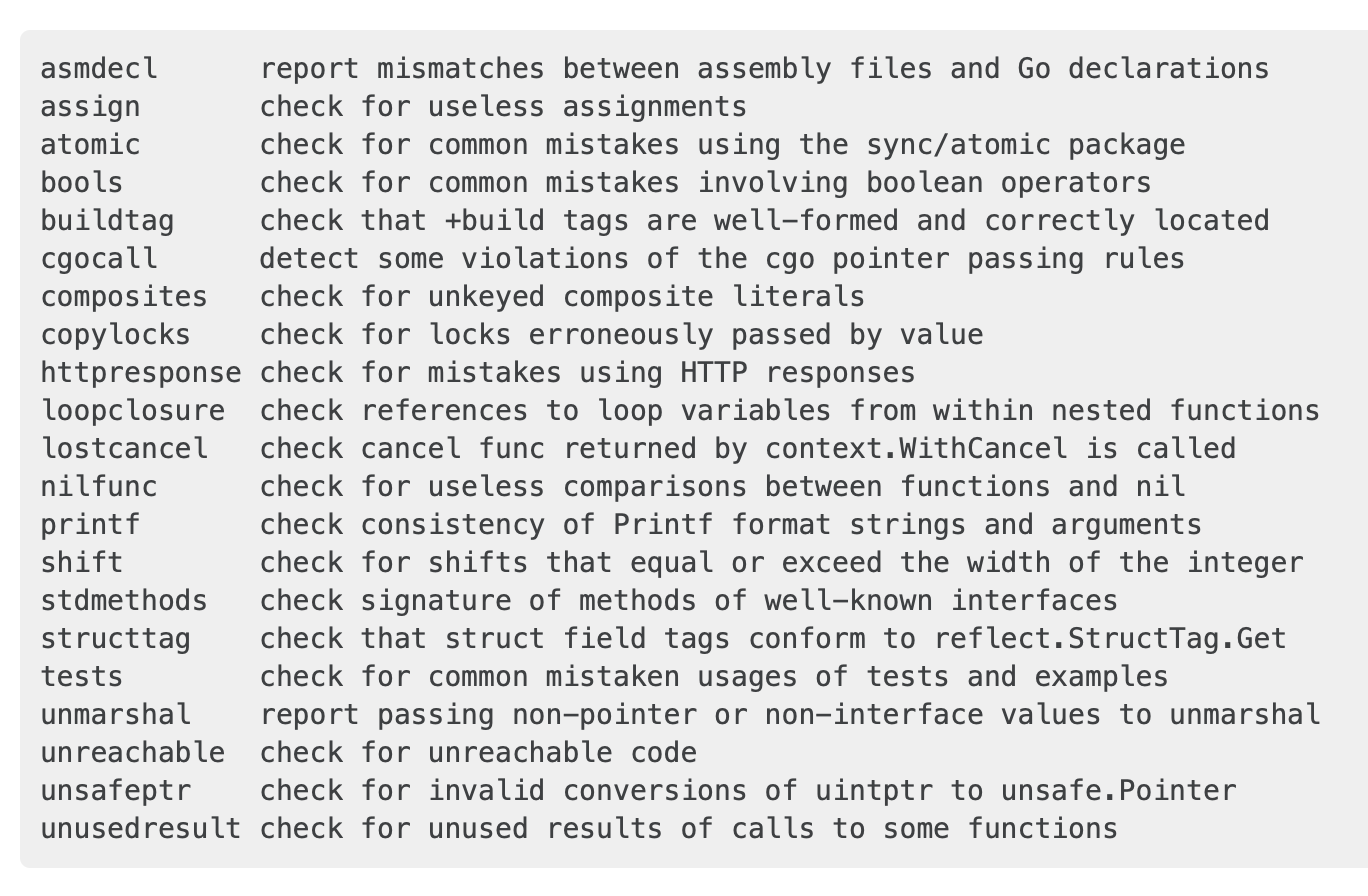 asmdecl      report mismatches between assembly files and Go declarations
assign       check for useless assignments
atomic       check for common mistakes using the sync/atomic package
bools        check for common mistakes involving boolean operators
buildtag     check that +build tags are well-formed and correctly located
cgocall      detect some violations of the cgo pointer passing rules
composites   check for unkeyed composite literals
copylocks    check for locks erroneously passed by value
httpresponse check for mistakes using HTTP responses
loopclosure  check references to loop variables from within nested functions
lostcancel   check cancel func returned by context.WithCancel is called
nilfunc      check for useless comparisons between functions and nil
printf       check consistency of Printf format strings and arguments
shift        check for shifts that equal or exceed the width of the integer
stdmethods   check signature of methods of well-known interfaces
structtag    check that struct field tags conform to reflect.StructTag.Get
tests        check for common mistaken usages of tests and examples
unmarshal    report passing non-pointer or non-interface values to unmarshal
unreachable  check for unreachable code
unsafeptr    check for invalid conversions of uintptr to unsafe.Pointer
unusedresult check for unused results of calls to some functions